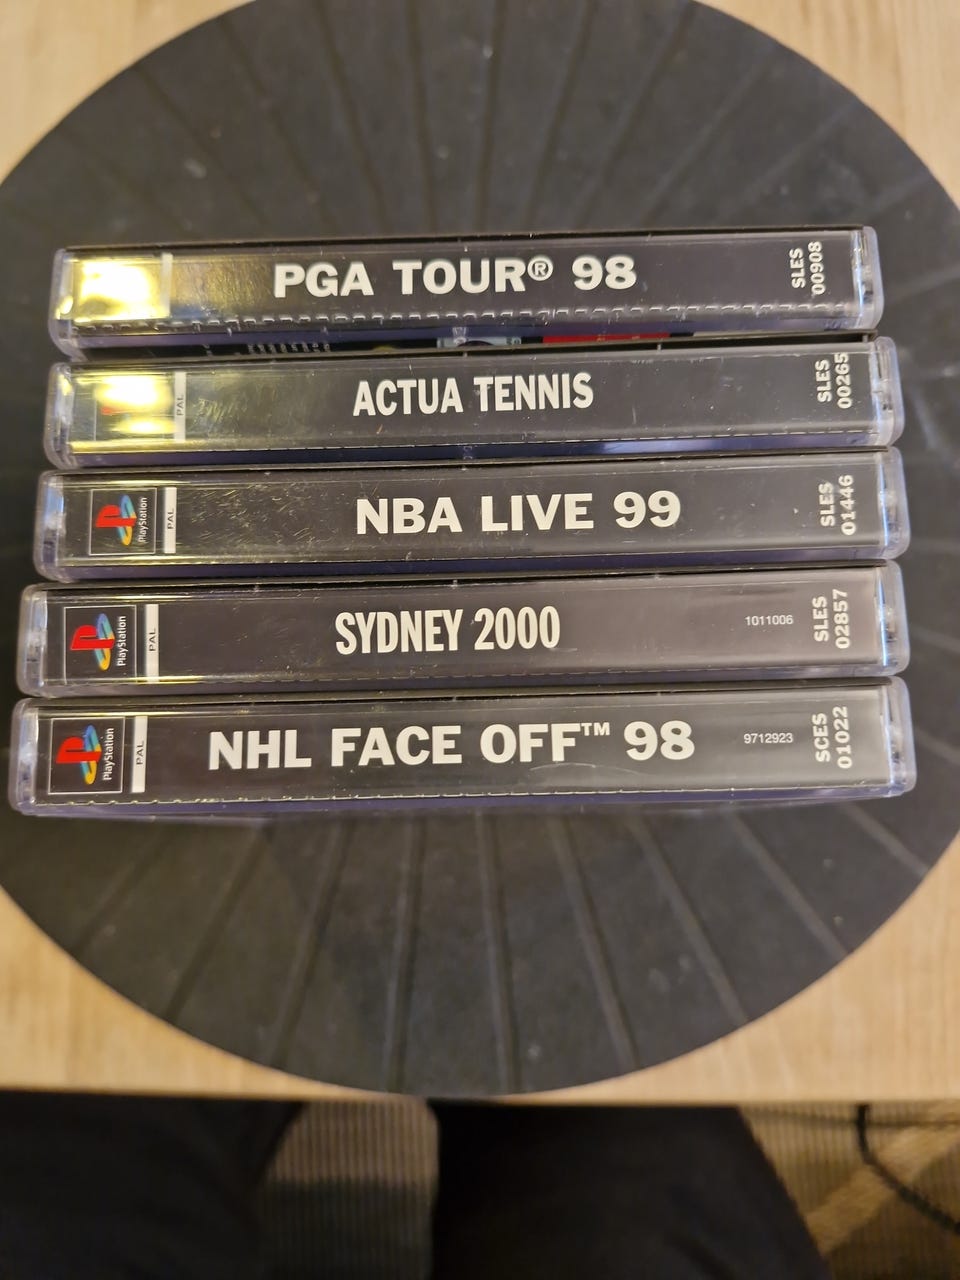 PGA TOUR® 98
SLES
00908
PAL
ACTUA TENNIS
SLES
00265
PlayStation
PAL
NBA LIVE 99
SLES
01446
PlayStation
PAL
SYDNEY 2000
1011006
SLES
02857
PlayStation
PAL
NHL FACE OFF™ 98
9712923
SCES
01022